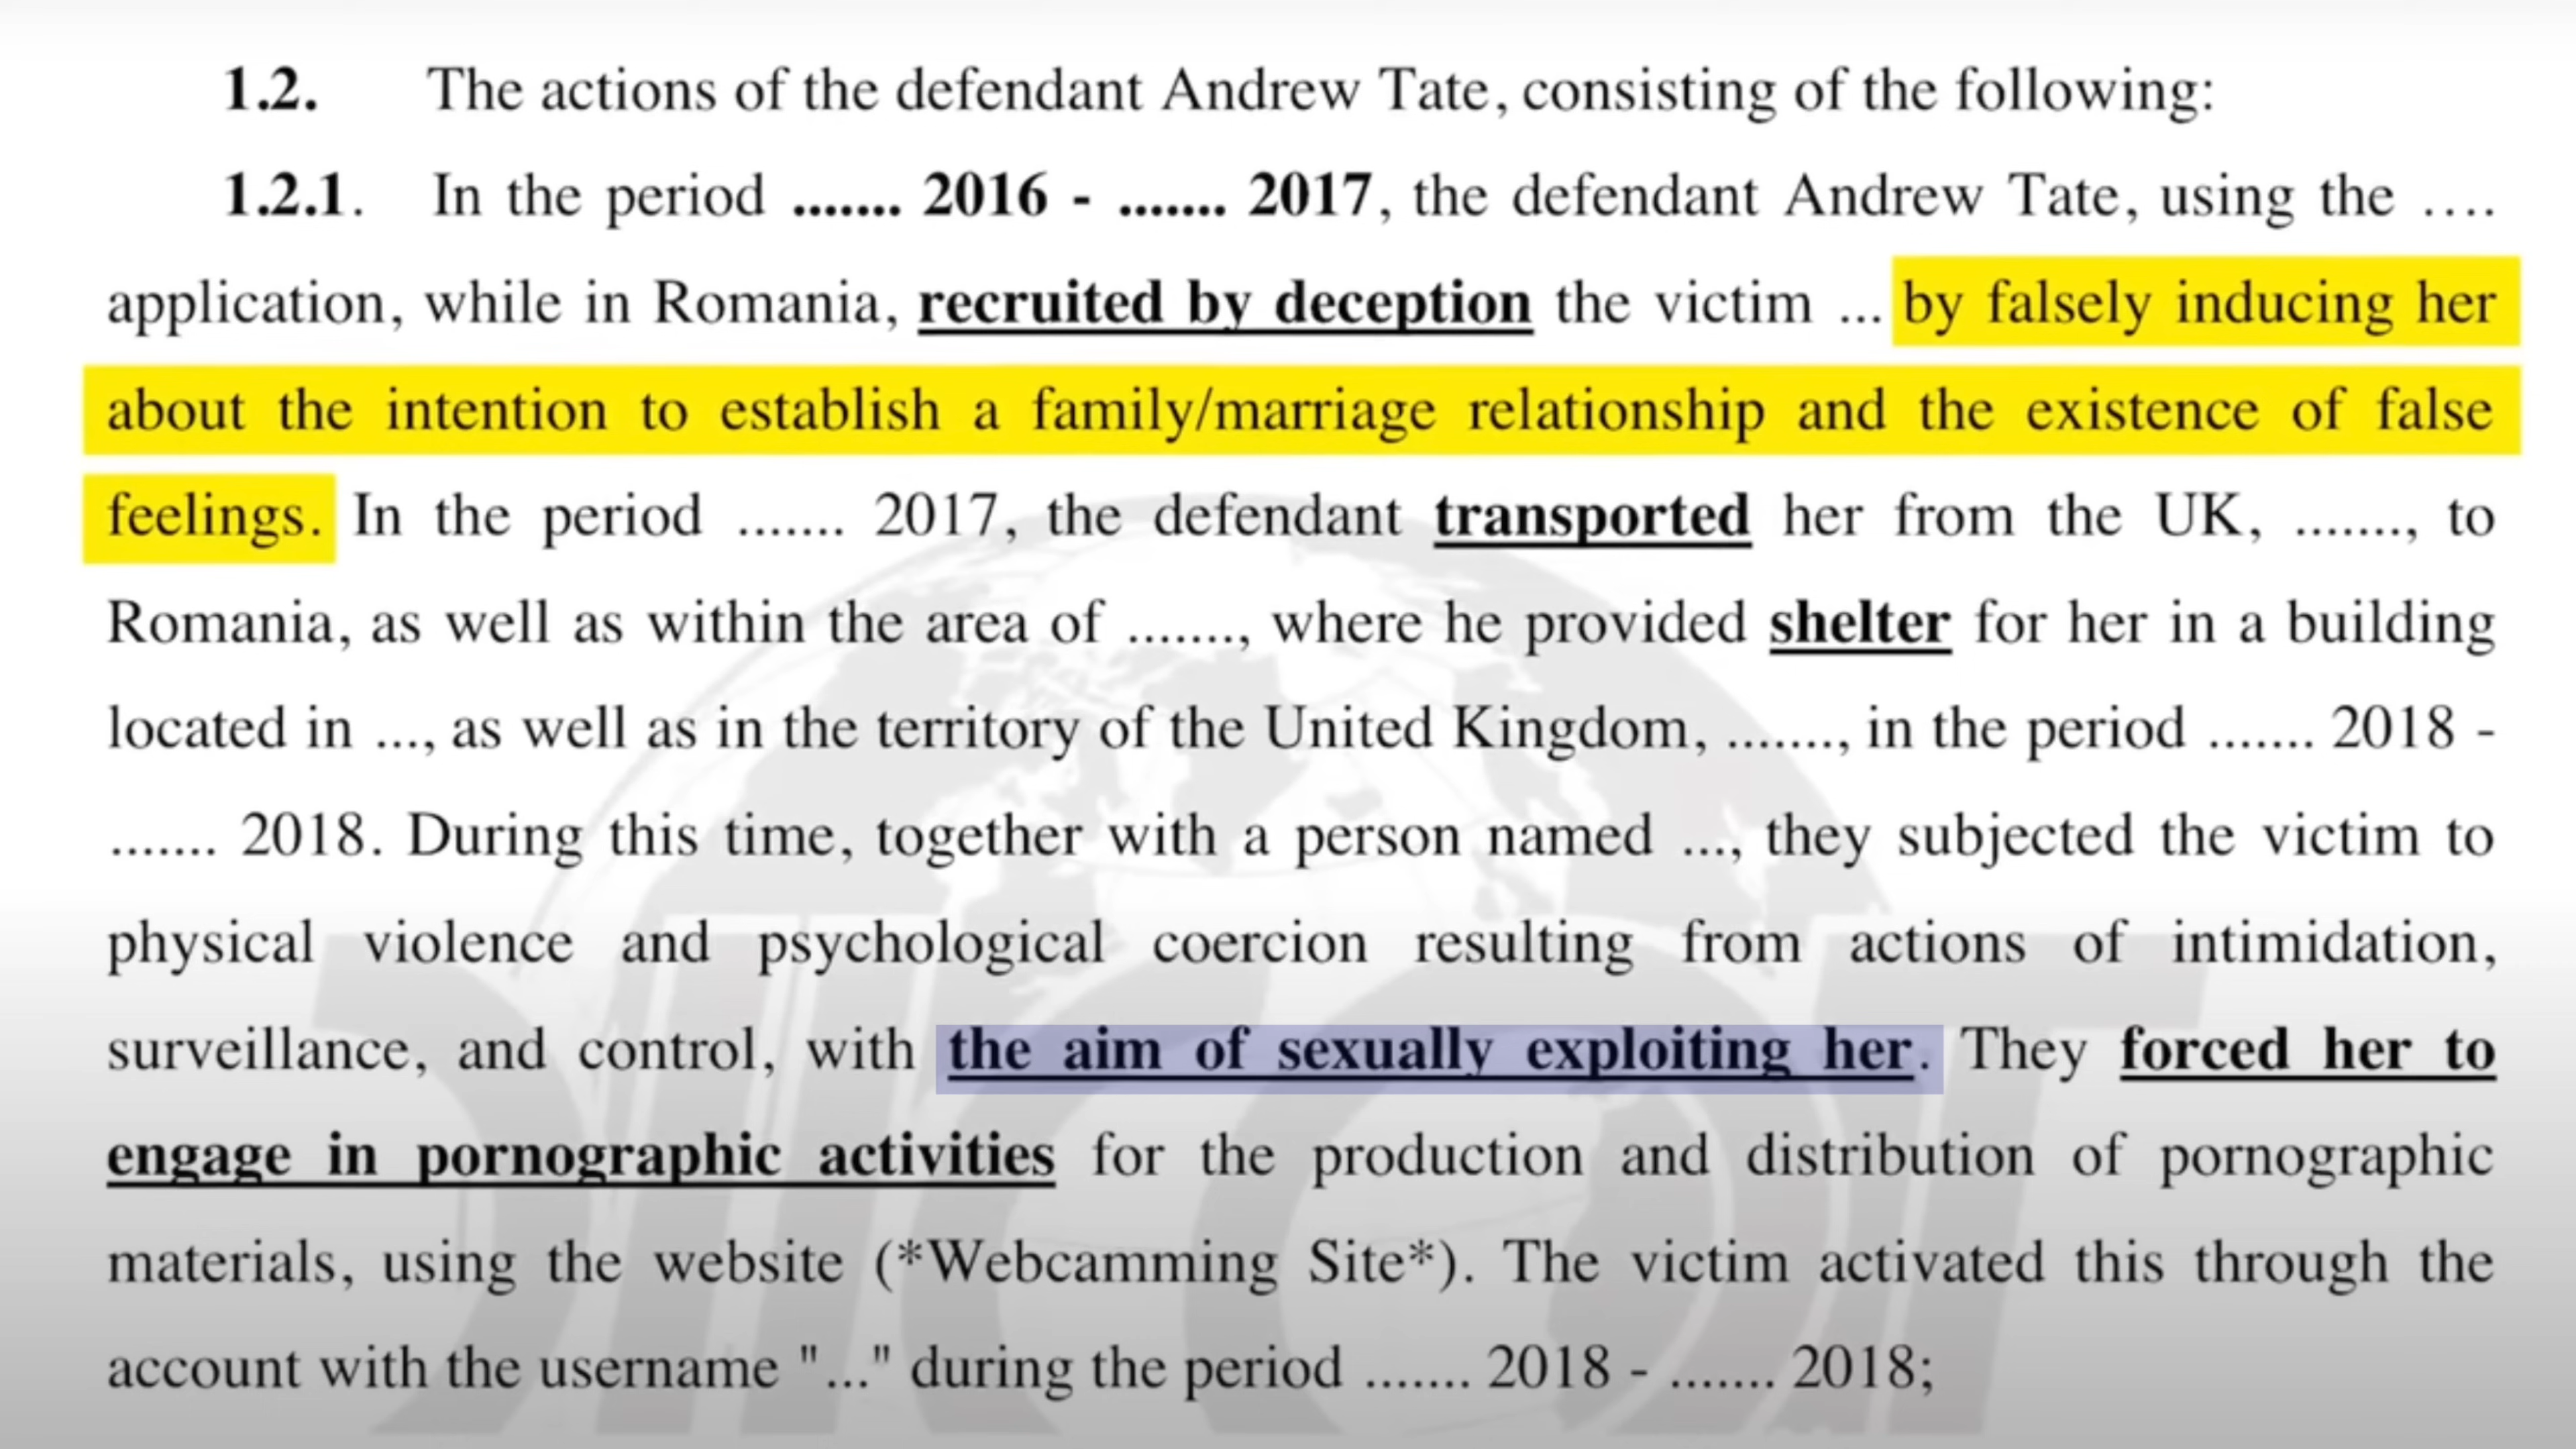 1.2. The actions of the defendant Andrew Tate, consisting of the following:
1.2.1. In the period ....... 2016 - ....... 2017, the defendant Andrew Tate, using the ....
application, while in Romania, recruited by deception the victim ... by falsely inducing her
about the intention to establish a family/marriage relationship and the existence of false
feelings. In the period ....... 2017, the defendant transported her from the UK, ......., to
Romania, as well as within the area of ......., where he provided shelter for her in a building
located in ..., as well as in the territory of the United Kingdom, ......., in the period ....... 2018 -
....... 2018. During this time, together with a person named ..., they subjected the victim to
physical violence and psychological coercion resulting from actions of intimidation,
surveillance, and control, with the aim of sexually exploiting her. They forced her to
engage in pornographic activities for the production and distribution of pornographic
materials, using the website (*Webcamming Site*). The victim activated this through the
account with the username "..." during the period ....... 2018 - ....... 2018;
DIICOT